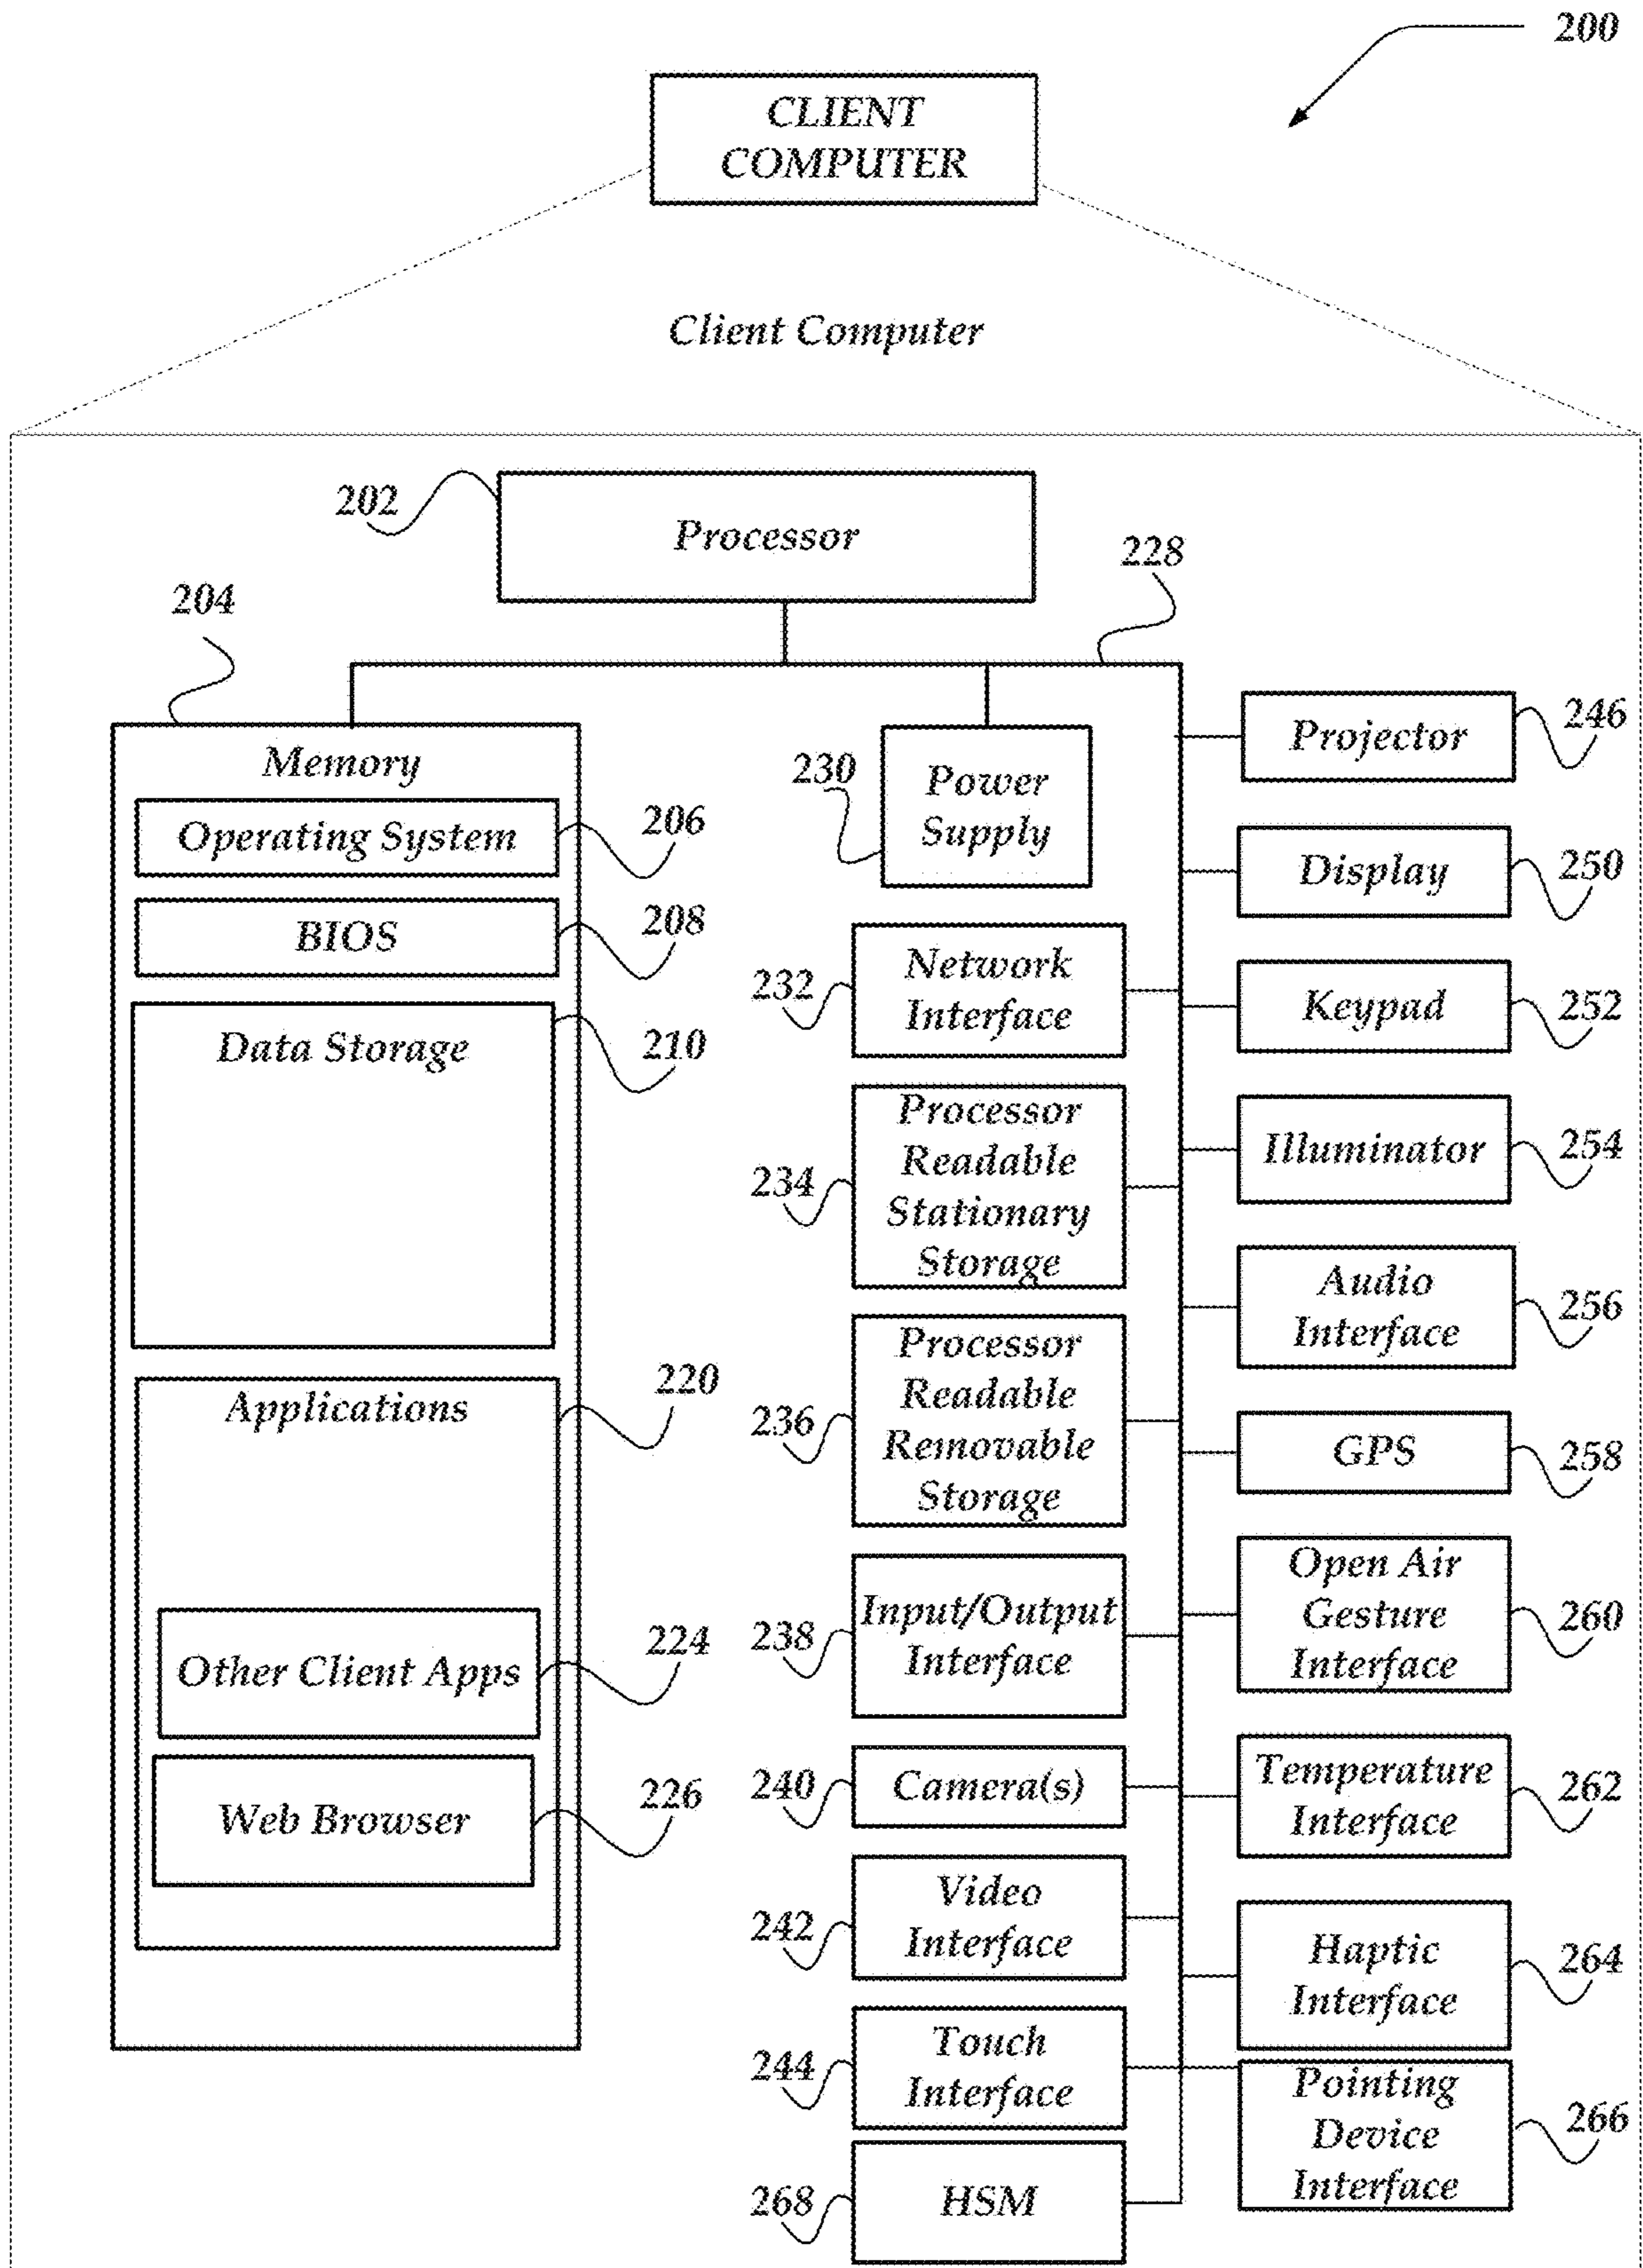 200
CLIENT
COMPUTER
Client Computer
202
Processor
228
204
Memory
Operating System
206
BIOS
208
Data Storage
210
Applications
220
Other Client Apps
224
Web Browser
226
230
Power
Supply
232
Network
Interface
234
Processor
Readable
Stationary
Storage
236
Processor
Readable
Removable
Storage
238
Input/Output
Interface
240
Camera(s)
242
Video
Interface
244
Touch
Interface
268
HSM
Projector
246
Display
250
Keypad
252
Illuminator
254
Audio
Interface
256
GPS
258
Open Air
Gesture
Interface
260
Temperature
Interface
262
Haptic
Interface
264
Pointing
Device
Interface
266